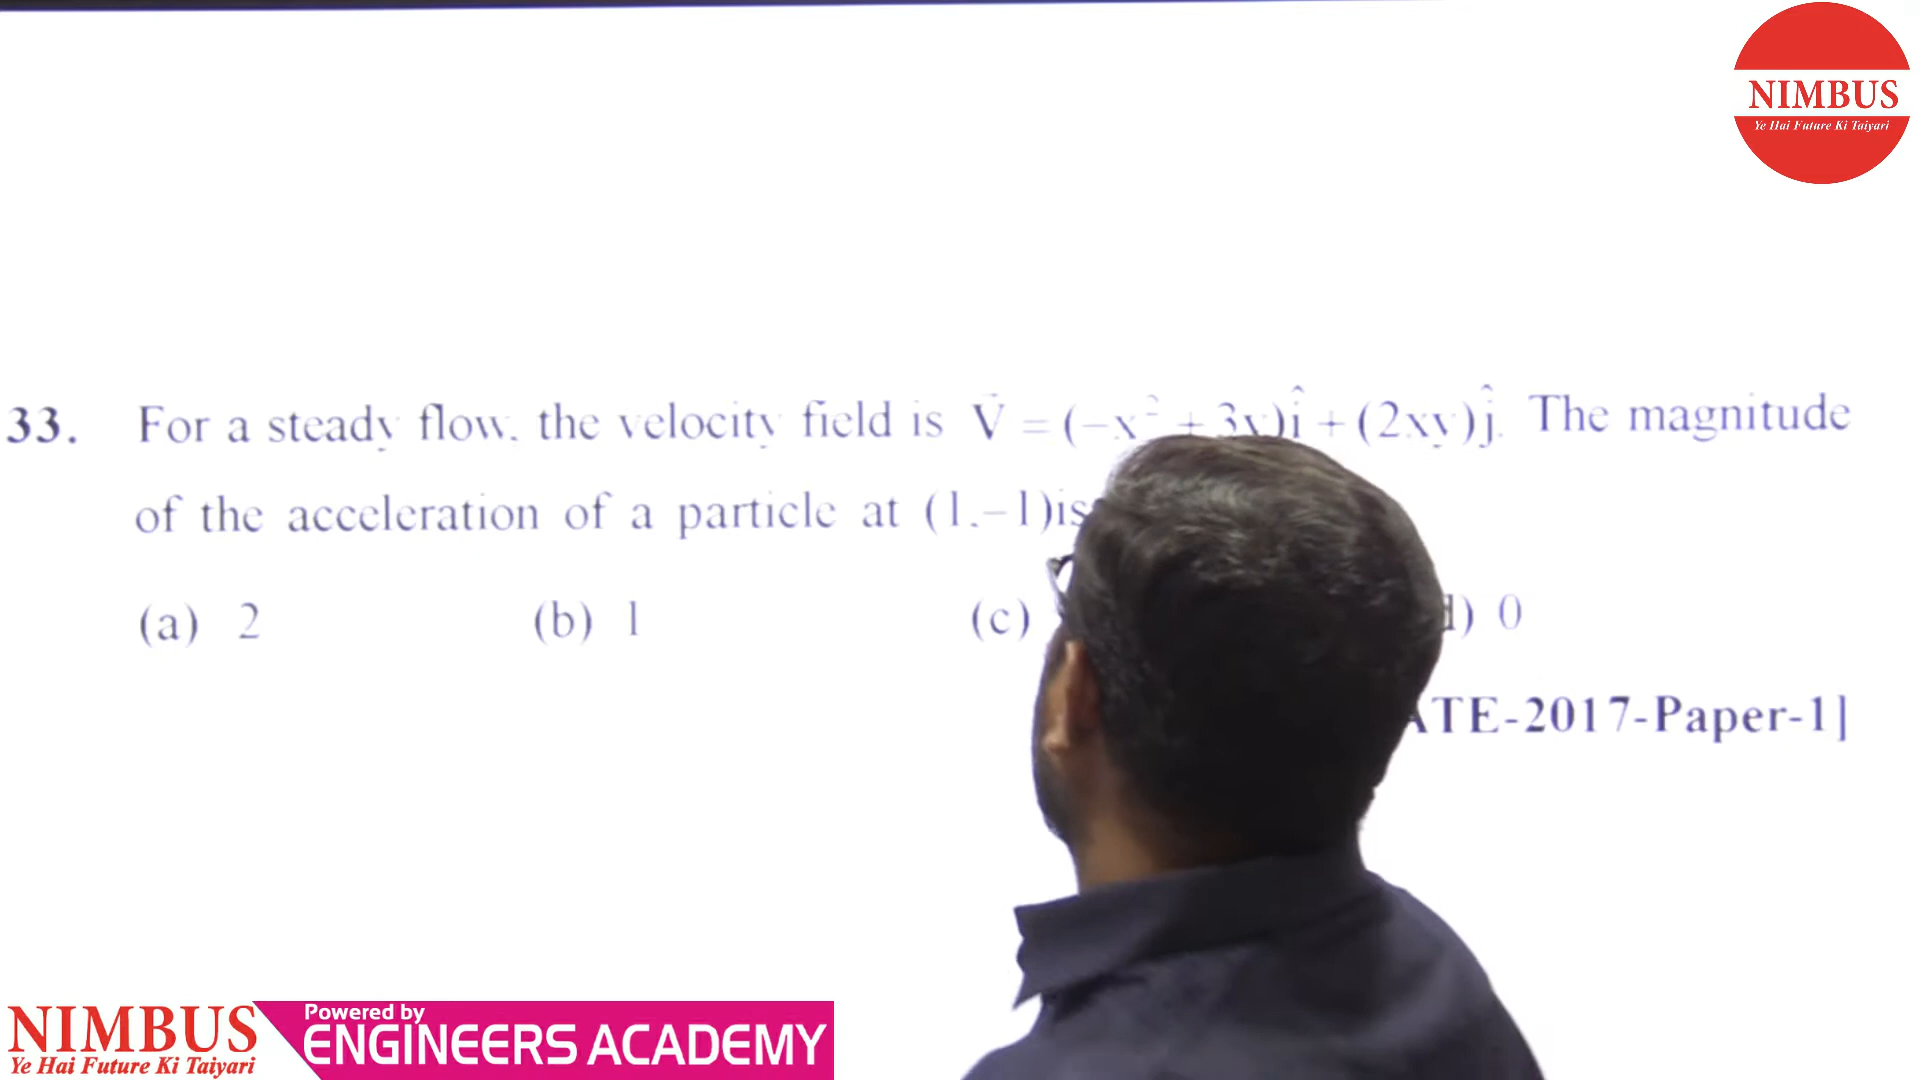 NIMBUS
Ye Hai Future Ki Taiyari
33. For a steady flow, the velocity field is V⃗ = (−x² + 3y)î + (2xy)ĵ. The magnitude
of the acceleration of a particle at (1,−1)is
(a) 2 (b) 1 (c) d) 0
ATE-2017-Paper-1]
NIMBUS
Ye Hai Future Ki Taiyari
Powered by
ENGINEERS ACADEMY